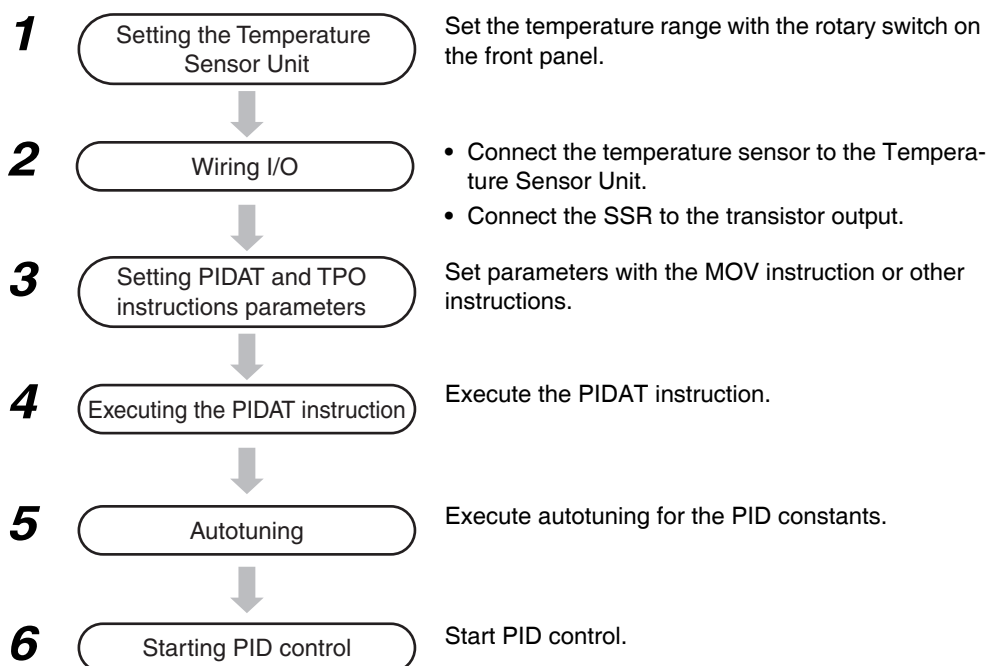 1
Setting the Temperature
Sensor Unit
Set the temperature range with the rotary switch on
the front panel.
2
Wiring I/O
• Connect the temperature sensor to the Tempera-
ture Sensor Unit.
• Connect the SSR to the transistor output.
3
Setting PIDAT and TPO
instructions parameters
Set parameters with the MOV instruction or other
instructions.
4
Executing the PIDAT instruction
Execute the PIDAT instruction.
5
Autotuning
Execute autotuning for the PID constants.
6
Starting PID control
Start PID control.